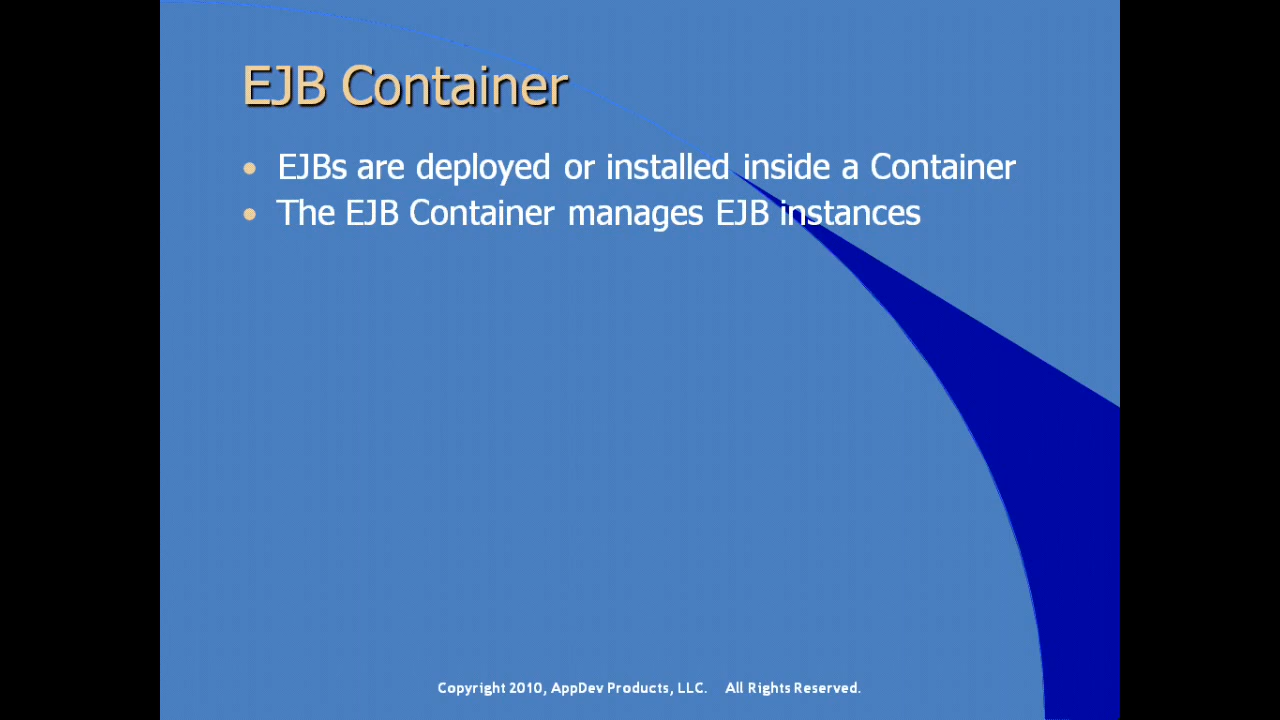 EJB Container
• EJBs are deployed or installed inside a Container
• The EJB Container manages EJB instances
Copyright 2010, AppDev Products, LLC. All Rights Reserved.